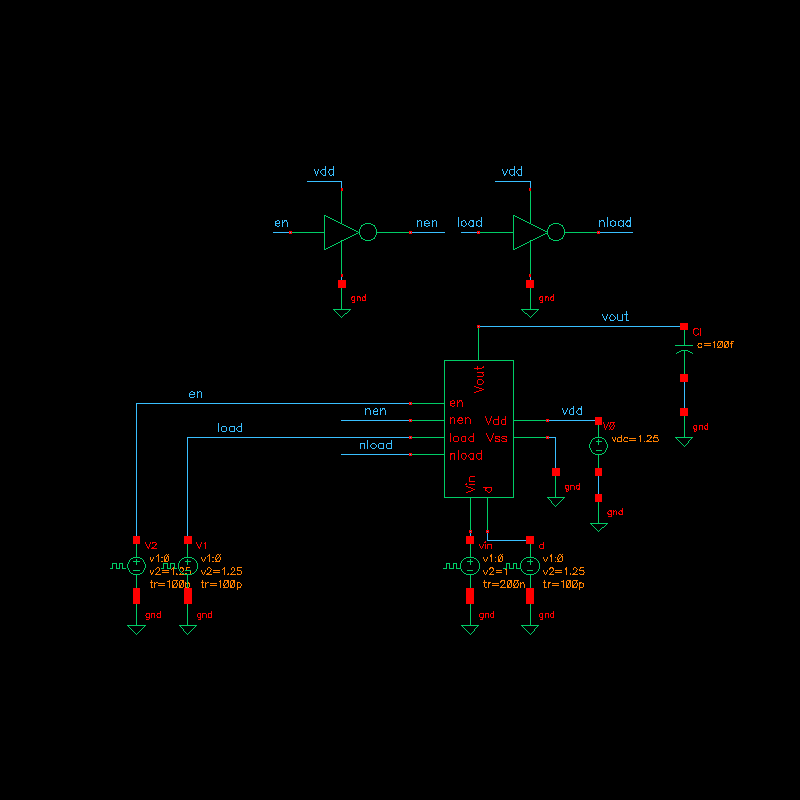 vdd
vdd
en
nen
load
nload
gnd
gnd
vout
C1
c=100f
Vout
en
en
nen
nen
Vdd
vdd
V0
load
load
Vss
vdc=1.25
nload
nload
gnd
Vin
d
gnd
gnd
V2
V1
vin
d
v1:0
v1:0
v1:0
v1:0
v2=1.25
v2=1.25
v2=1
v2=1.25
tr=100p
tr=100p
tr=200n
tr=100p
gnd
gnd
gnd
gnd